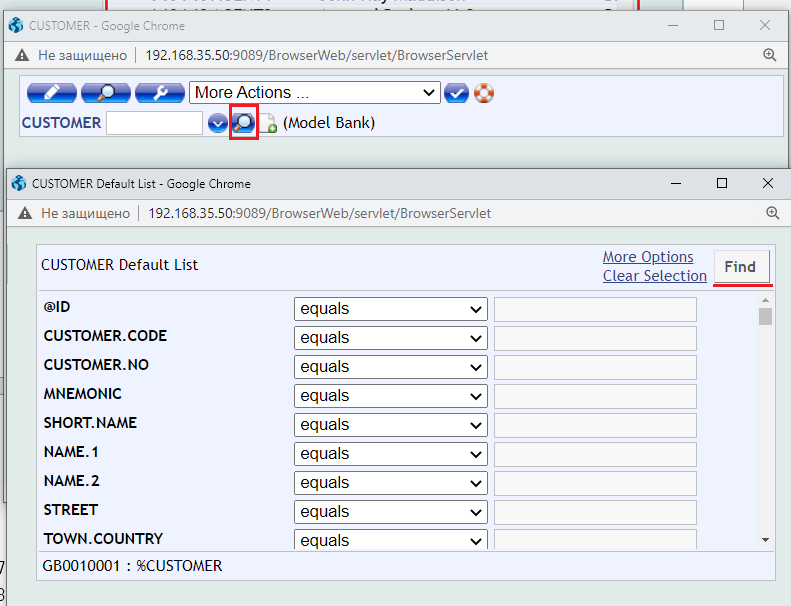 CUSTOMER - Google Chrome
Не защищено | 192.168.35.50:9089/BrowserWeb/servlet/BrowserServlet
More Actions ...
CUSTOMER (Model Bank)
CUSTOMER Default List - Google Chrome
Не защищено | 192.168.35.50:9089/BrowserWeb/servlet/BrowserServlet
CUSTOMER Default List
More Options
Clear Selection
Find
@ID equals
CUSTOMER.CODE equals
CUSTOMER.NO equals
MNEMONIC equals
SHORT.NAME equals
NAME.1 equals
NAME.2 equals
STREET equals
TOWN.COUNTRY equals
GB0010001 : %CUSTOMER